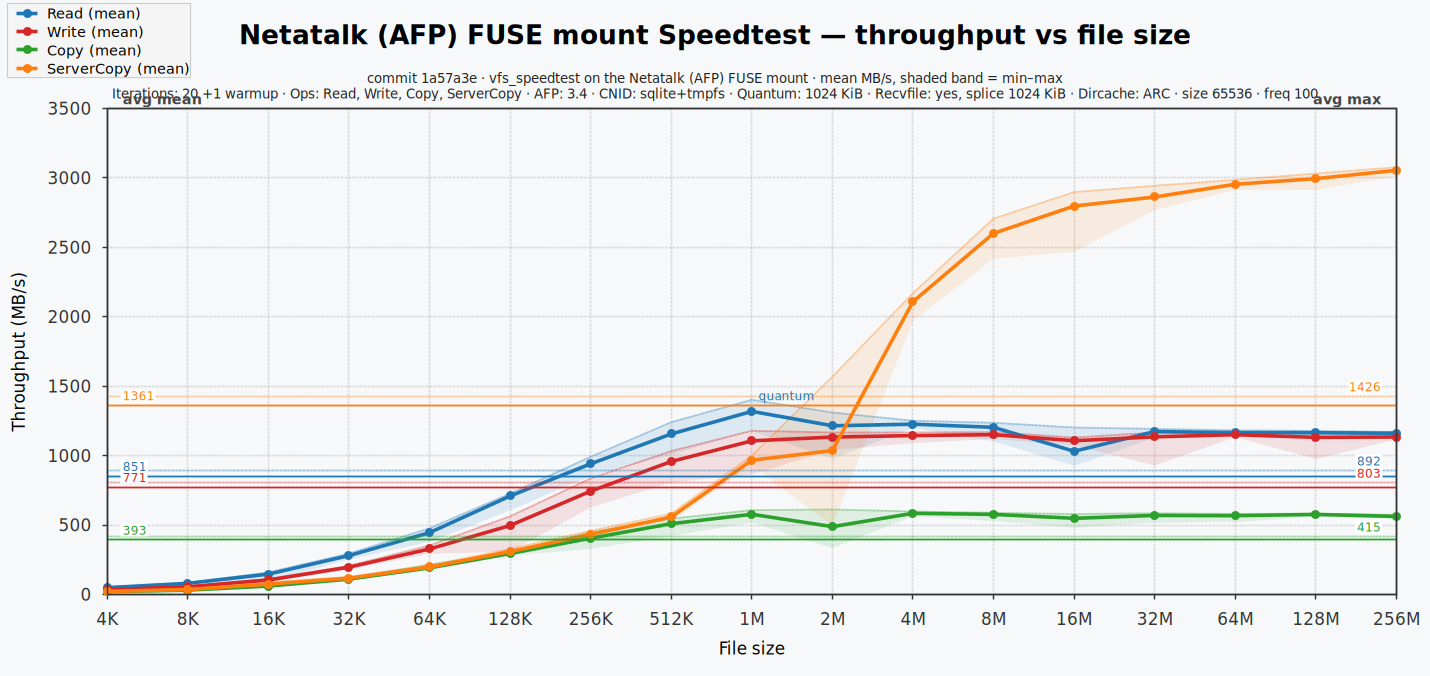 Read (mean)
Write (mean)
Copy (mean)
ServerCopy (mean)
Netatalk (AFP) FUSE mount Speedtest — throughput vs file size
commit 1a57a3e · vfs_speedtest on the Netatalk (AFP) FUSE mount · mean MB/s, shaded band = min–max
Iterations: 20 +1 warmup · Ops: Read, Write, Copy, ServerCopy · AFP: 3.4 · CNID: sqlite+tmpfs · Quantum: 1024 KiB · Recvfile: yes, splice 1024 KiB · Dircache: ARC · size 65536 · freq 100
avg mean
avg max
3500
3000
2500
2000
1500
1000
500
0
Throughput (MB/s)
1361
1426
quantum
851
892
771
803
393
415
4K 8K 16K 32K 64K 128K 256K 512K 1M 2M 4M 8M 16M 32M 64M 128M 256M
File size